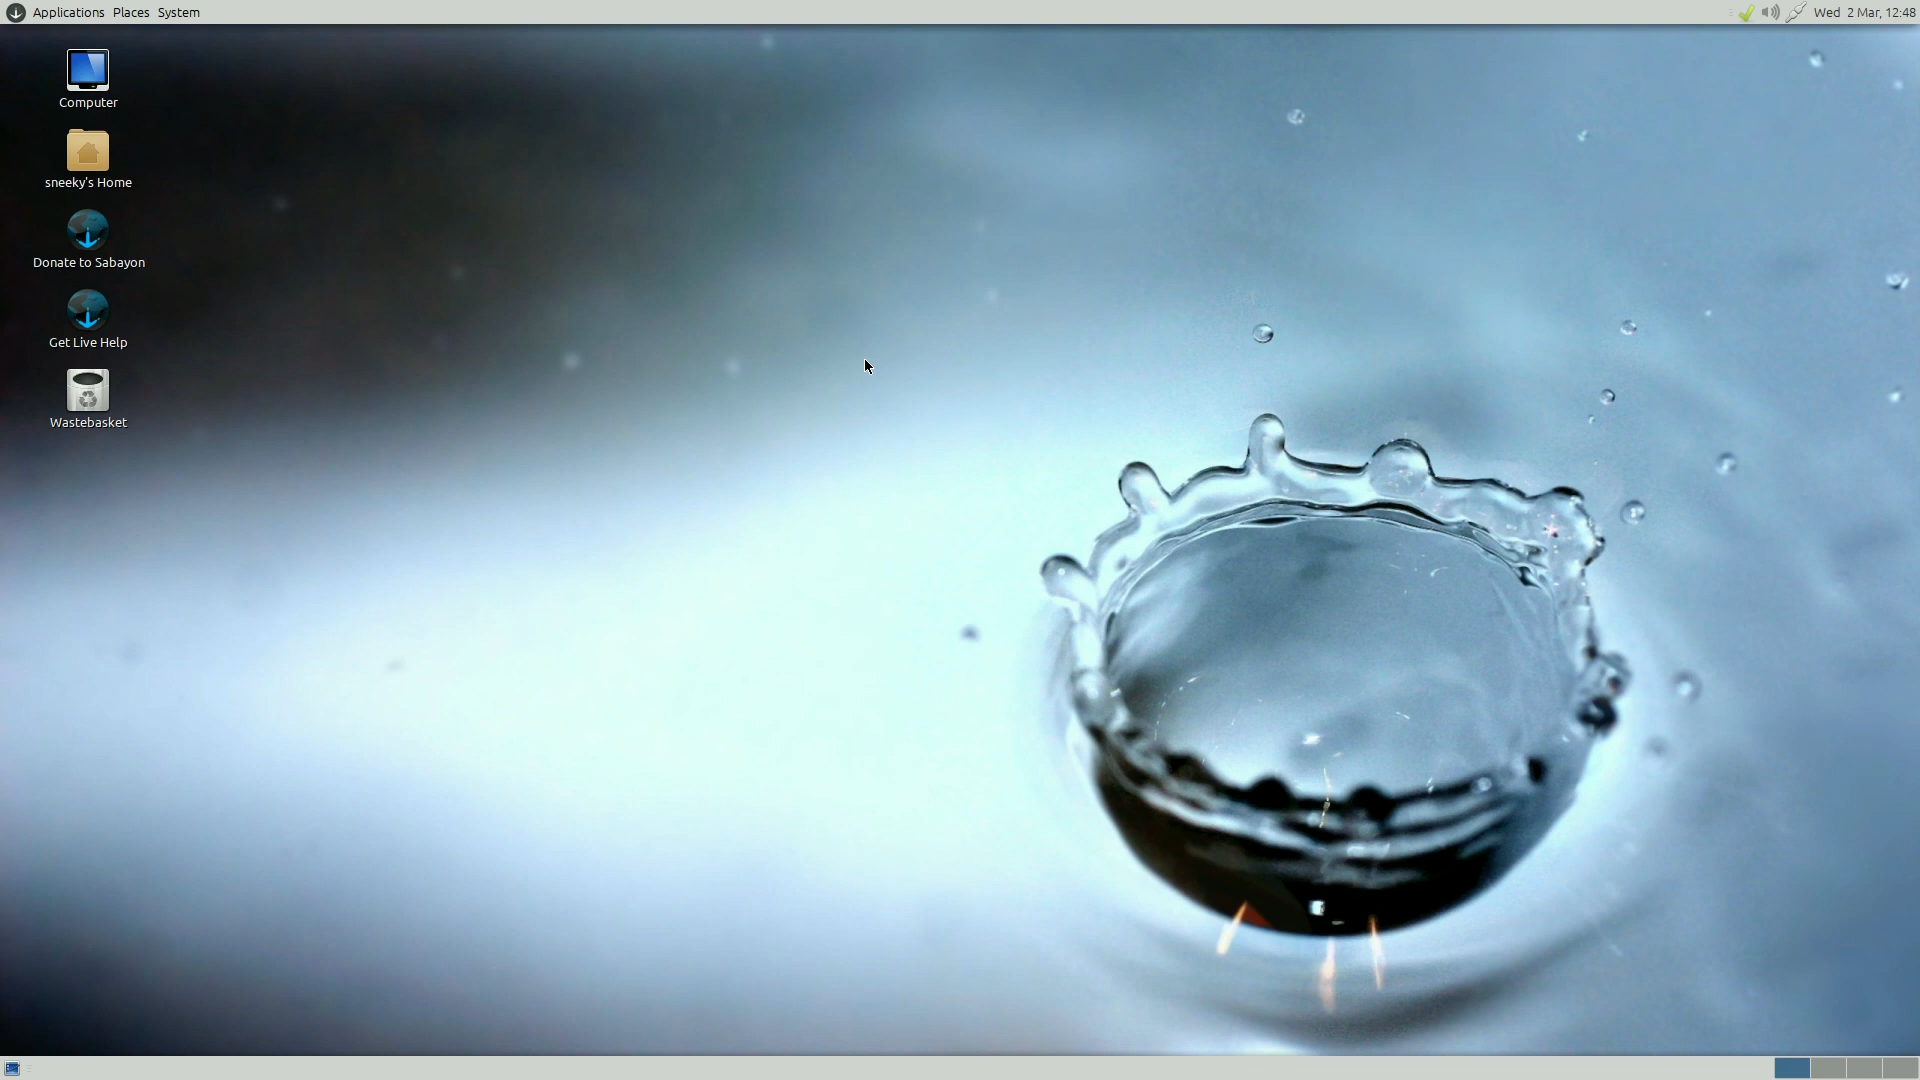 Applications Places System
Wed 2 Mar, 12:48
Computer
sneeky's Home
Donate to Sabayon
Get Live Help
Wastebasket